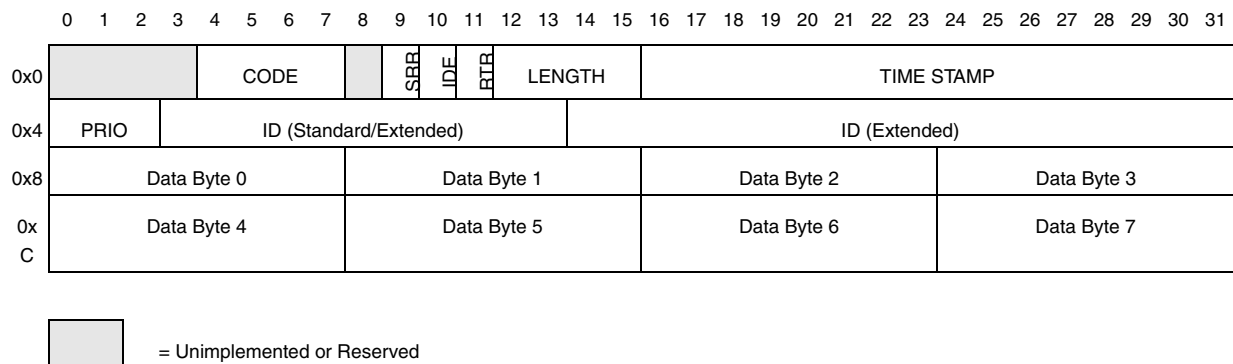 0 1 2 3 4 5 6 7 8 9 10 11 12 13 14 15 16 17 18 19 20 21 22 23 24 25 26 27 28 29 30 31
0x0 CODE SRR IDE RTR LENGTH TIME STAMP
0x4 PRIO ID (Standard/Extended) ID (Extended)
0x8 Data Byte 0 Data Byte 1 Data Byte 2 Data Byte 3
0x Data Byte 4 Data Byte 5 Data Byte 6 Data Byte 7
C
= Unimplemented or Reserved